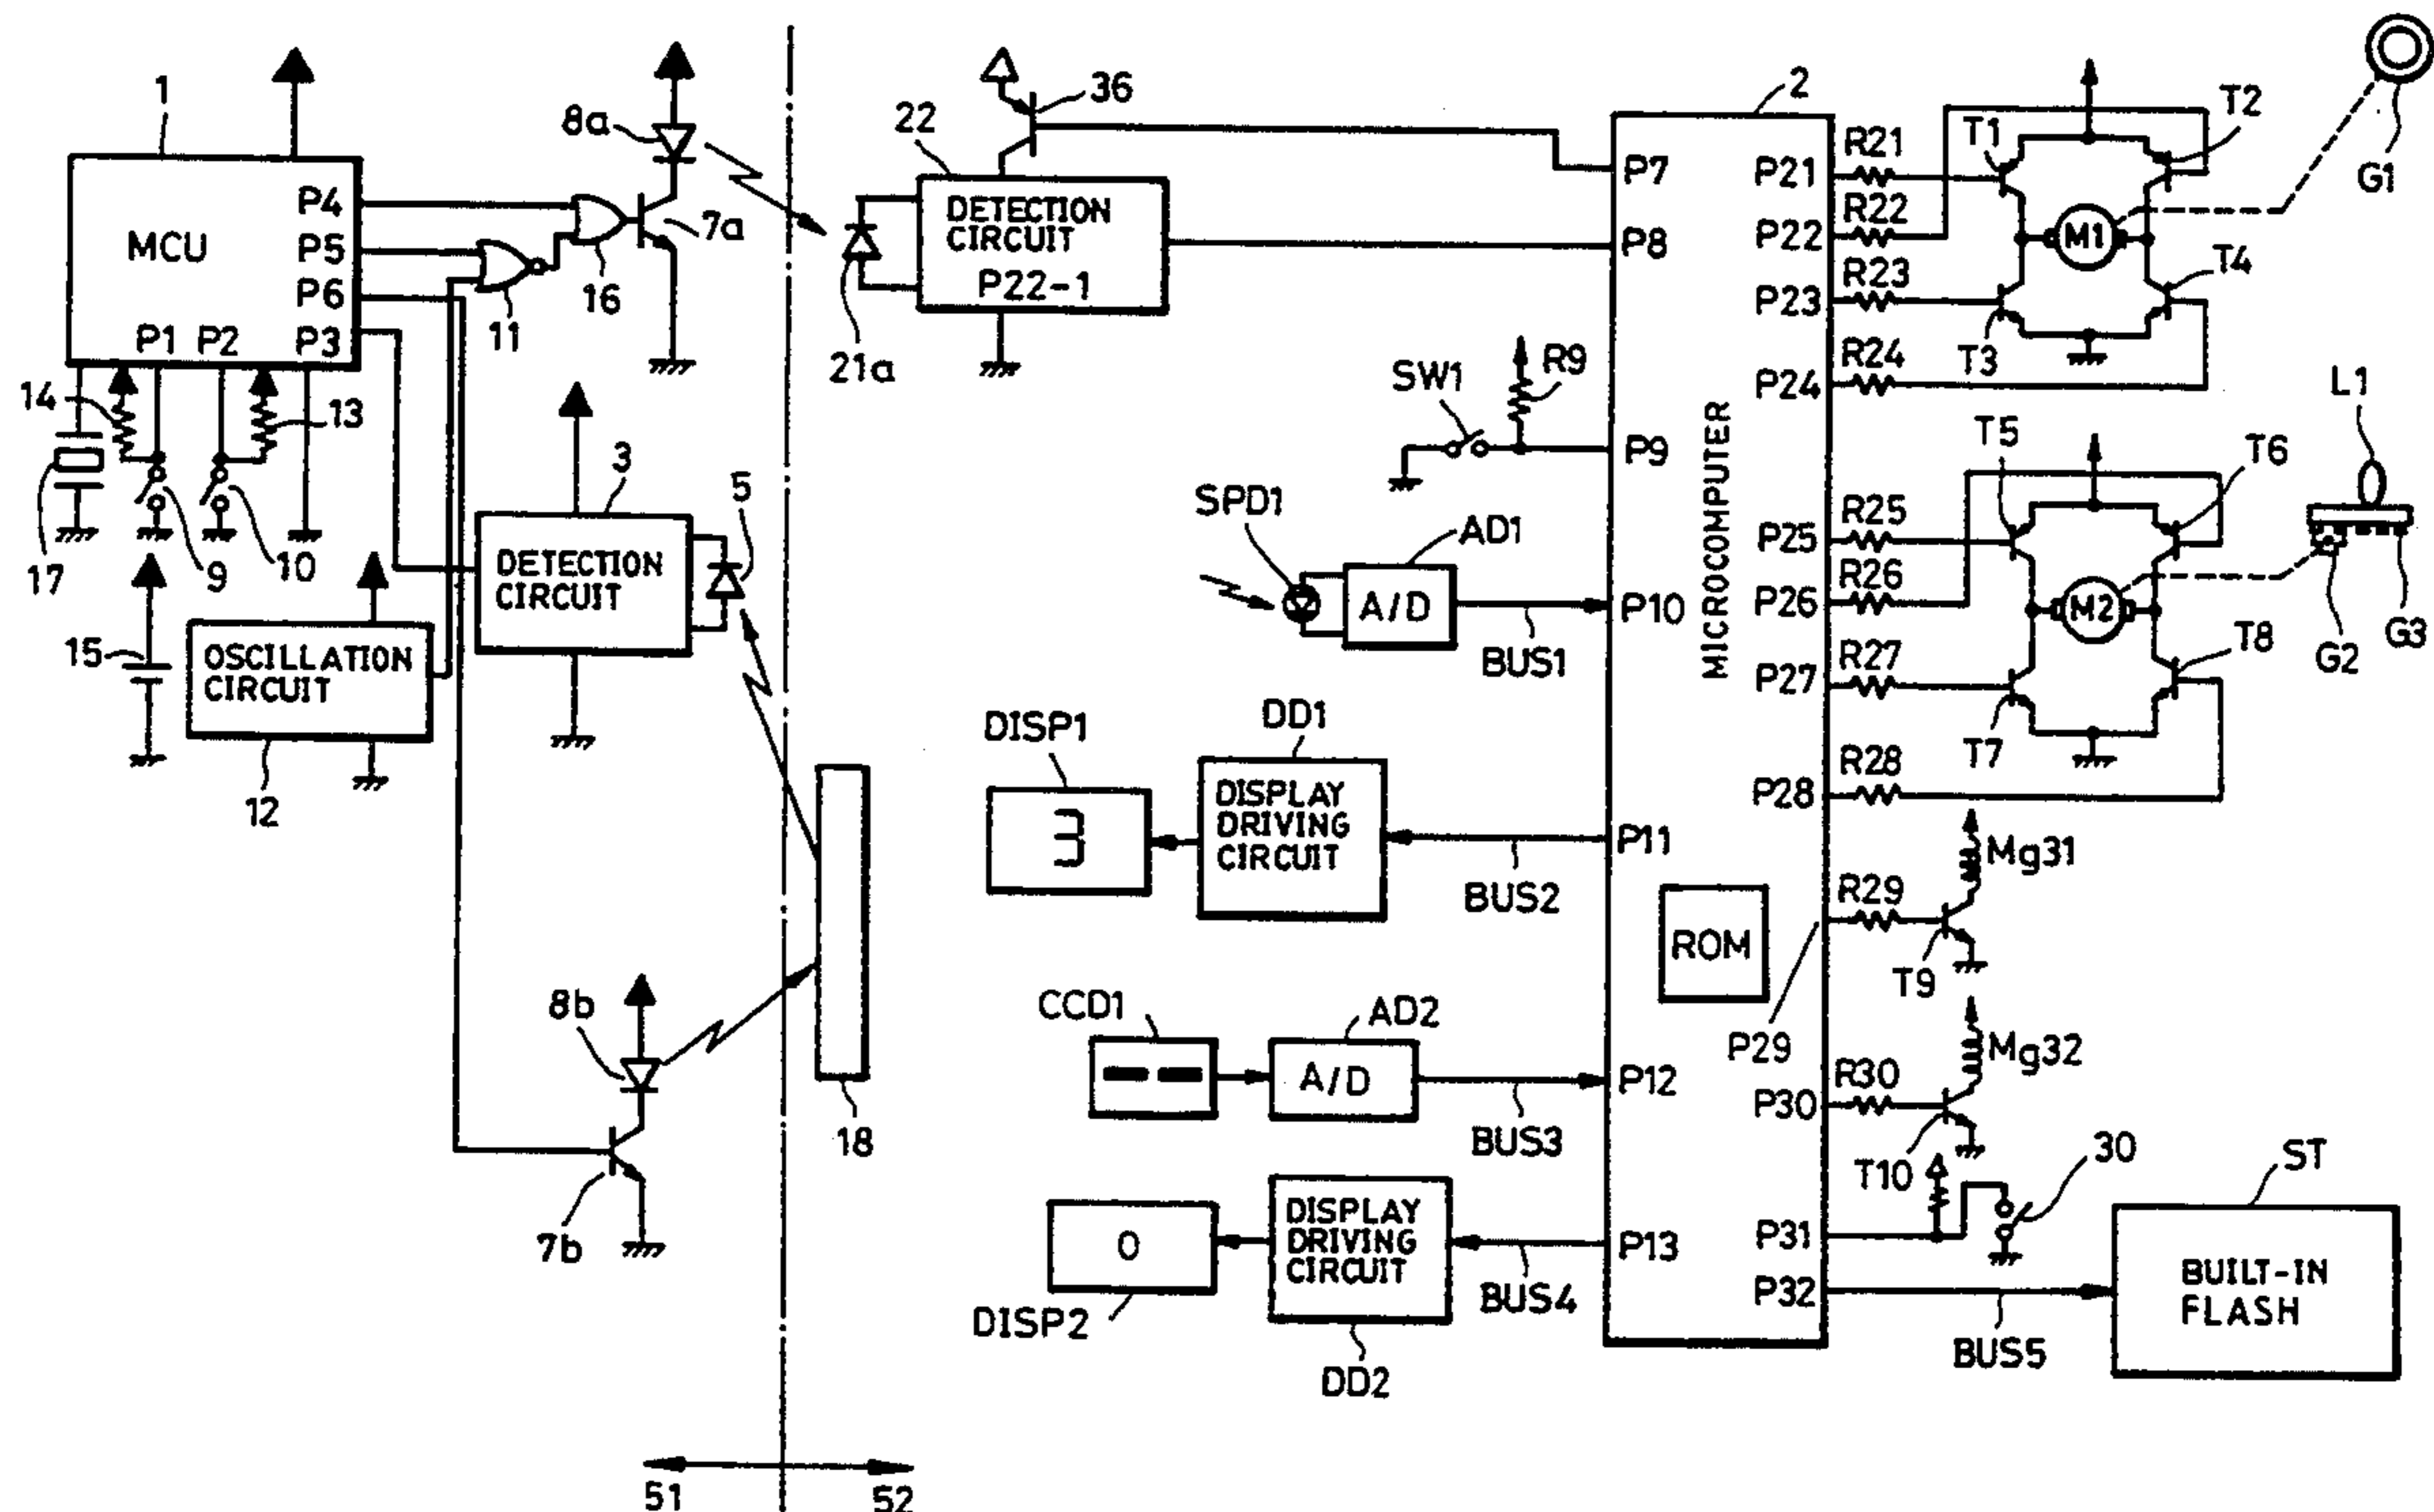 1
MCU
P4
P5
P6
P1
P2
P3
8a
7a
16
11
14
13
17
9
10
15
OSCILLATION
CIRCUIT
12
3
DETECTION
CIRCUIT
5
8b
7b
18
51
52
36
22
DETECTION
CIRCUIT
P22-1
21a
SW1
R9
SPD1
AD1
A/D
BUS1
DISP1
3
DD1
DISPLAY
DRIVING
CIRCUIT
BUS2
CCD1
AD2
A/D
BUS3
DISP2
0
DISPLAY
DRIVING
CIRCUIT
DD2
BUS4
2
MICROCOMPUTER
ROM
P7
P8
P9
P10
P11
P12
P13
P21
P22
P23
P24
P25
P26
P27
P28
P29
P30
P31
P32
R21
R22
R23
R24
R25
R26
R27
R28
R29
R30
T1
T2
T3
T4
M1
G1
T5
T6
T7
T8
M2
L1
G2
G3
Mg31
T9
Mg32
T10
30
ST
BUILT-IN
FLASH
BUS5